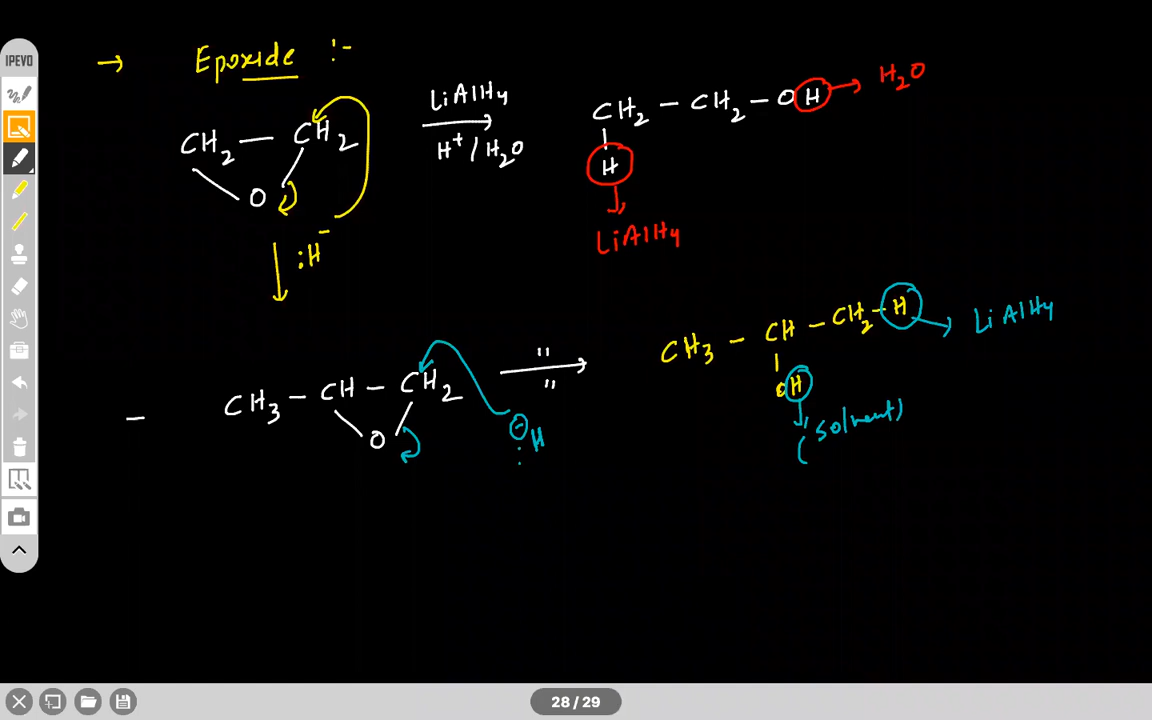 IPEVO
→ Epoxide :-
CH2 — CH2
O
:H⁻
LiAlH4
H⁺ / H2O
CH2 — CH2 — OH → H2O
H
LiAlH4
CH3 — CH — CH2
O
⊖
: H
"
"
CH3 — CH — CH2 — H → LiAlH4
OH
(solvent)
28 / 29